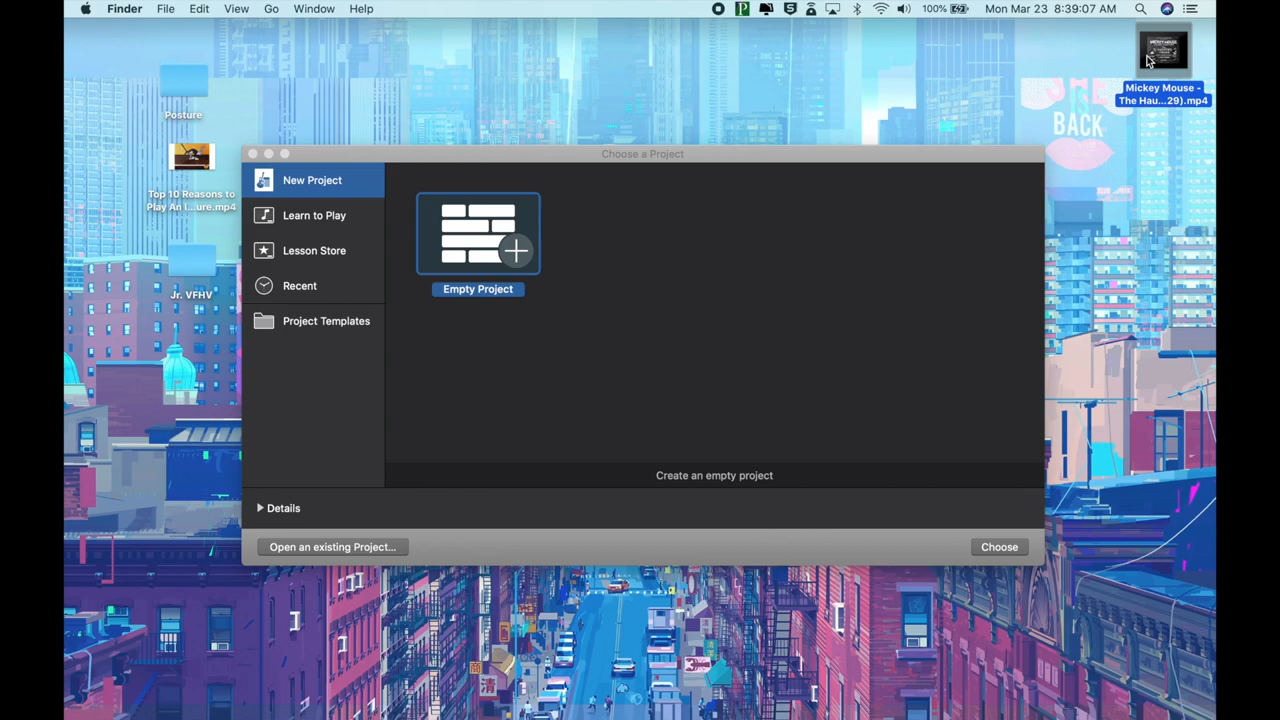 Finder File Edit View Go Window Help 100% Mon Mar 23 8:39:07 AM
Mickey Mouse -
The Hau...29).mp4
Posture
BACK
Top 10 Reasons to
Play An I...ure.mp4
Jr. VFHV
Choose a Project
New Project
Learn to Play
Lesson Store
Recent
Project Templates
Empty Project
Create an empty project
Details
Open an existing Project...
Choose
清